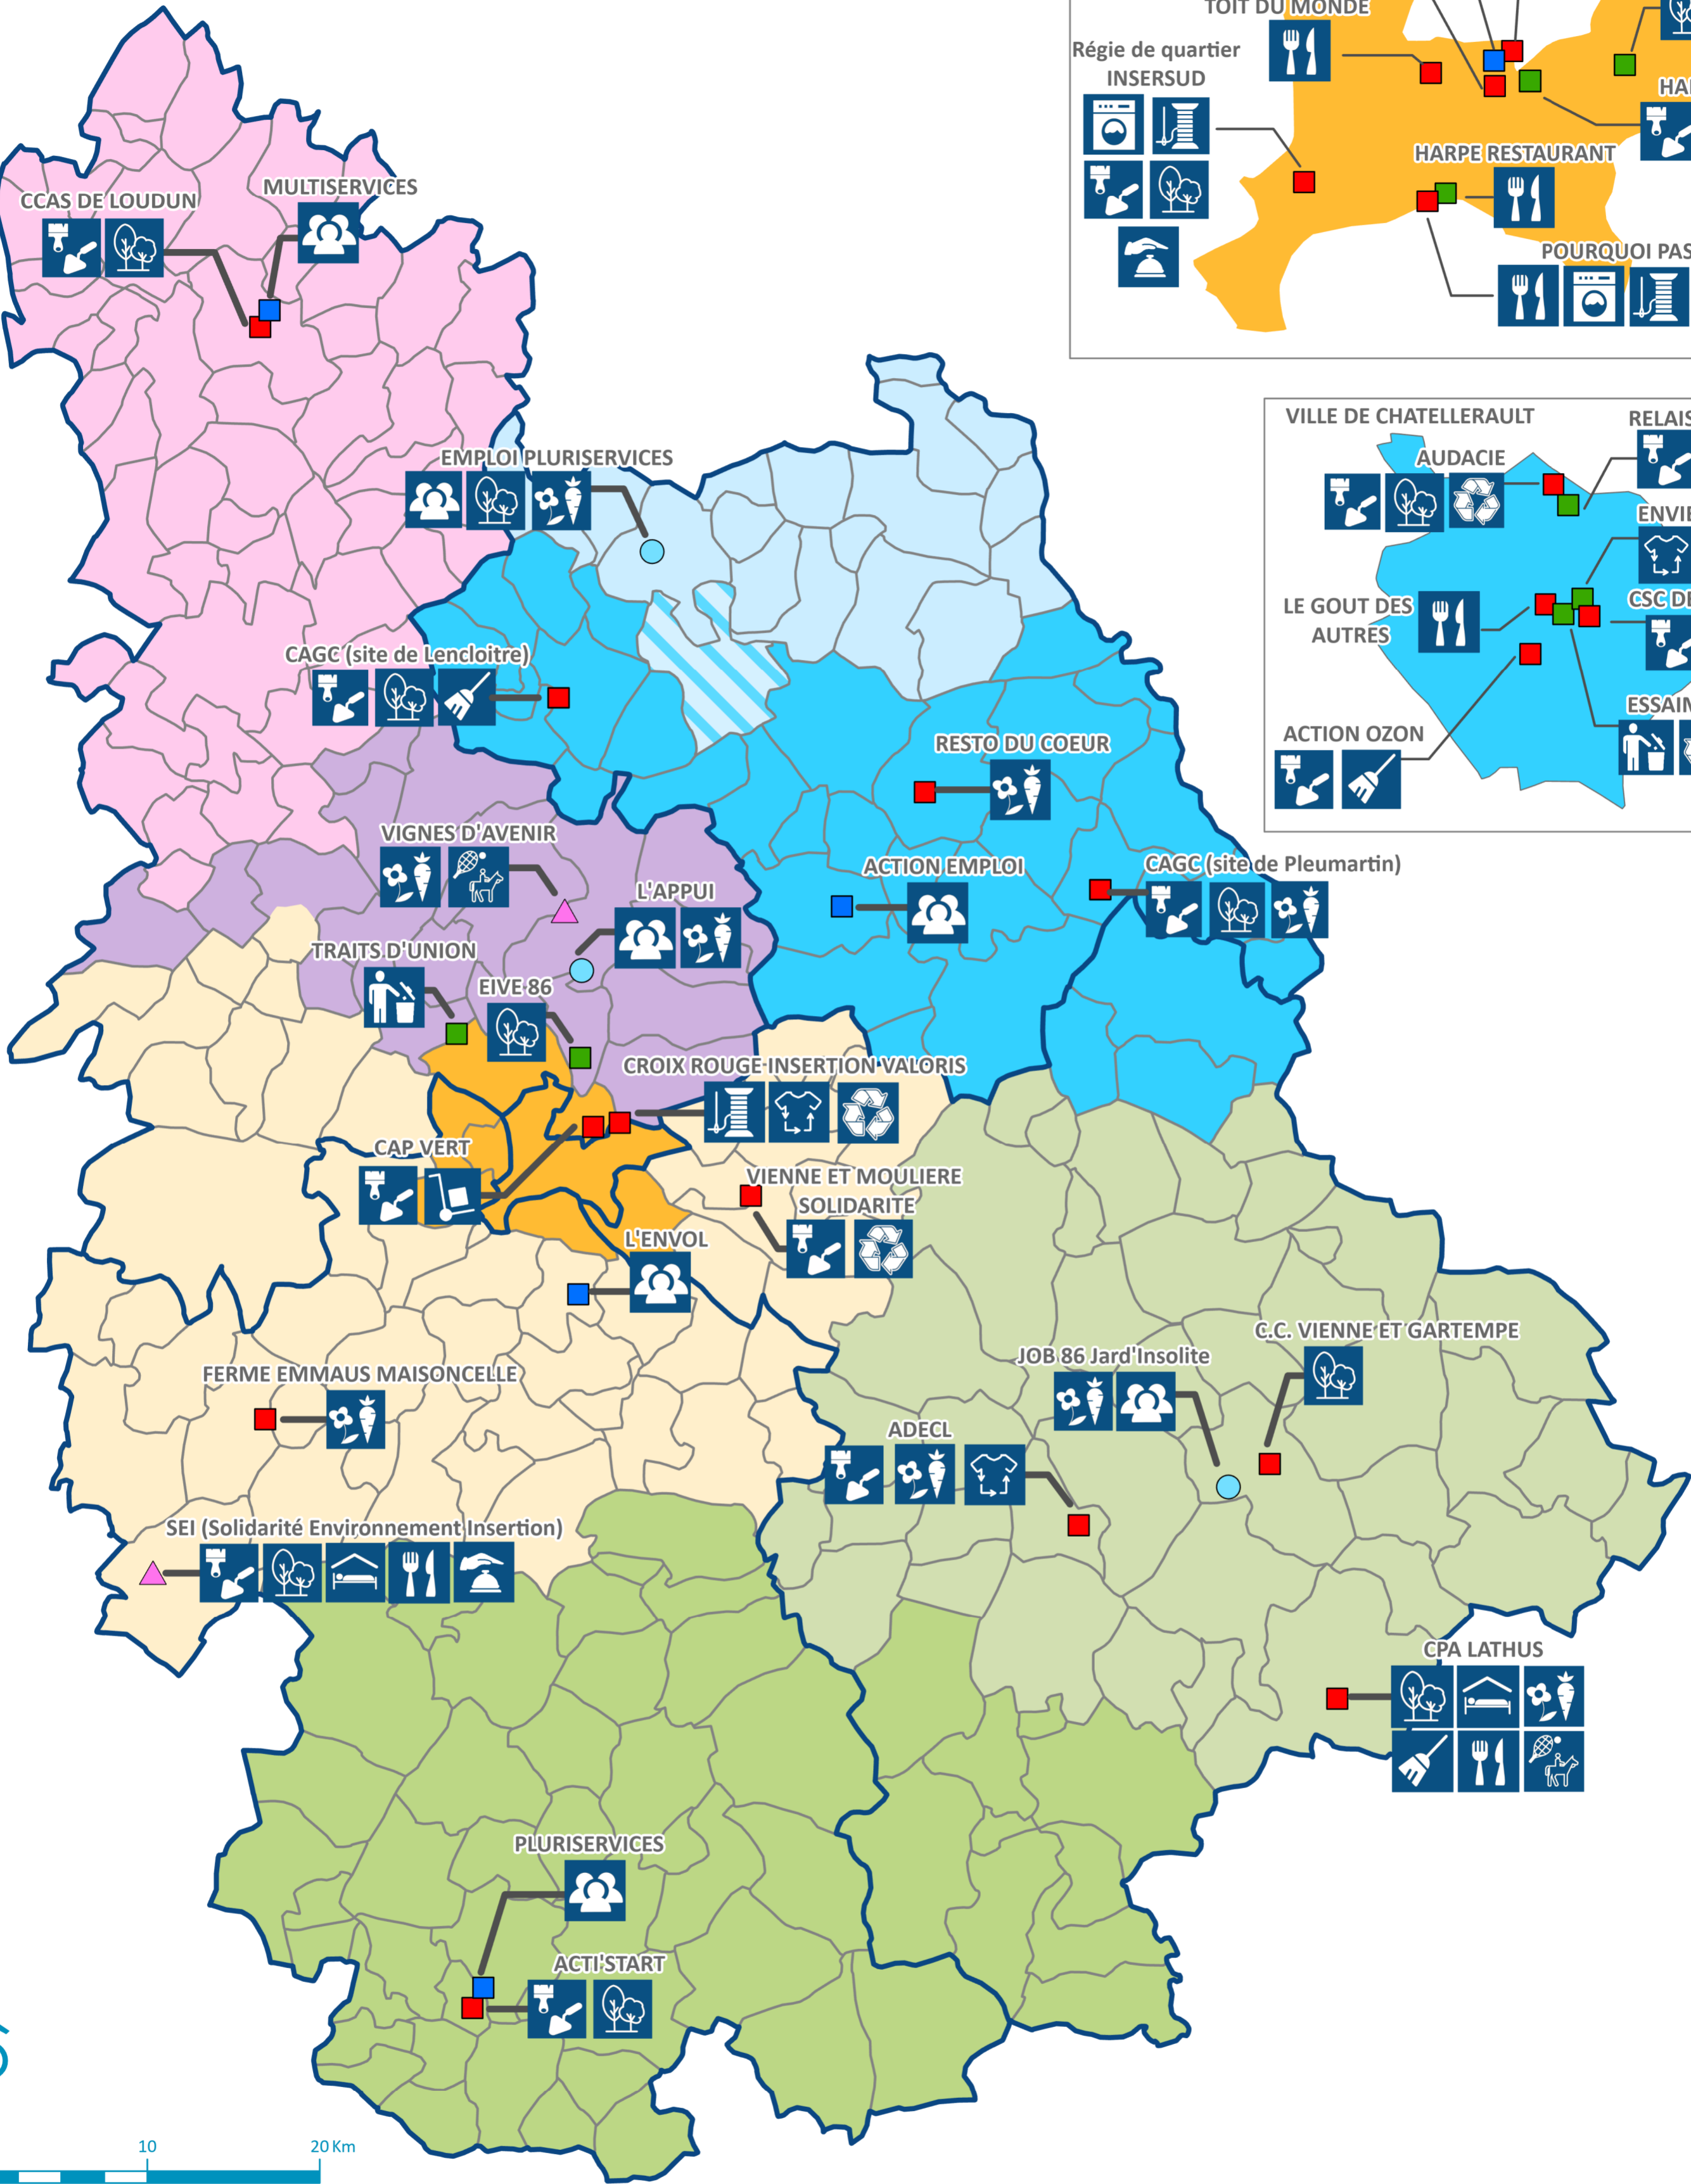 TOIT DU MONDE
Régie de quartier
INSERSUD
HARPE RESTAURANT
POURQUOI PAS
CCAS DE LOUDUN
MULTISERVICES
VILLE DE CHATELLERAULT
RELAIS
AUDACIE
EMPLOI PLURISERVICES
LE GOUT DES
AUTRES
CAGC (site de Lencloitre)
ACTION OZON
RESTO DU COEUR
VIGNES D'AVENIR
ACTION EMPLOI
CAGC (site de Pleumartin)
L'APPUI
TRAITS D'UNION
EIVE 86
CROIX ROUGE INSERTION VALORIS
CAP VERT
VIENNE ET MOULIERE
SOLIDARITE
L'ENVOL
C.C. VIENNE ET GARTEMPE
JOB 86 Jard'Insolite
FERME EMMAUS MAISONCELLE
ADECL
SEI (Solidarité Environnement Insertion)
CPA LATHUS
PLURISERVICES
ACTI'START
10
20 Km